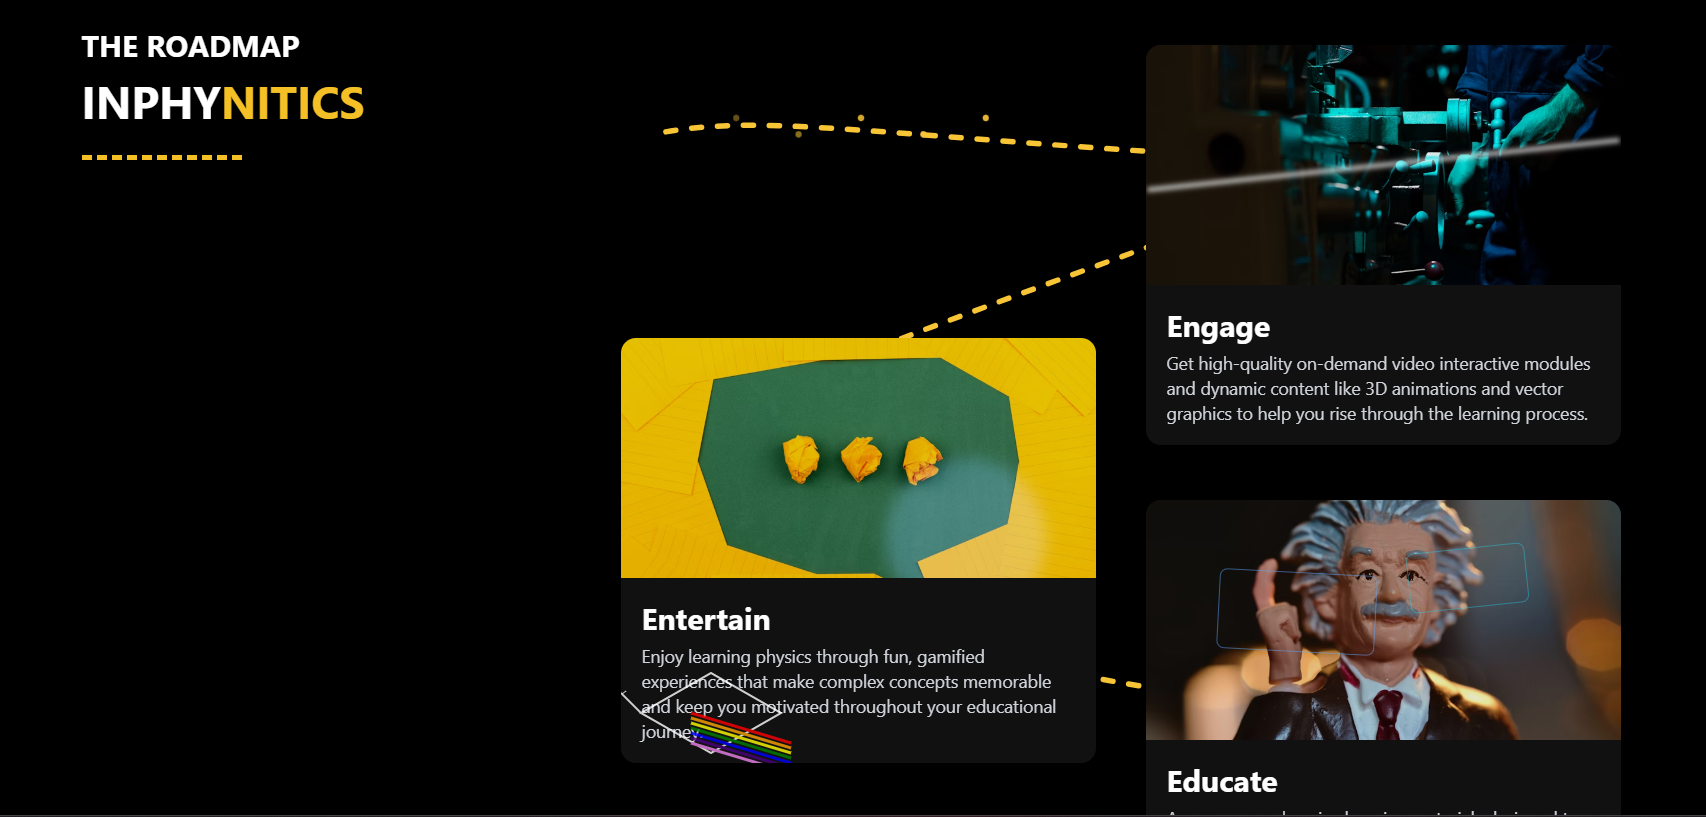 THE ROADMAP
INPHYNITICS
Engage
Get high-quality on-demand video interactive modules
and dynamic content like 3D animations and vector
graphics to help you rise through the learning process.
Entertain
Enjoy learning physics through fun, gamified
experiences that make complex concepts memorable
and keep you motivated throughout your educational
journey.
Educate